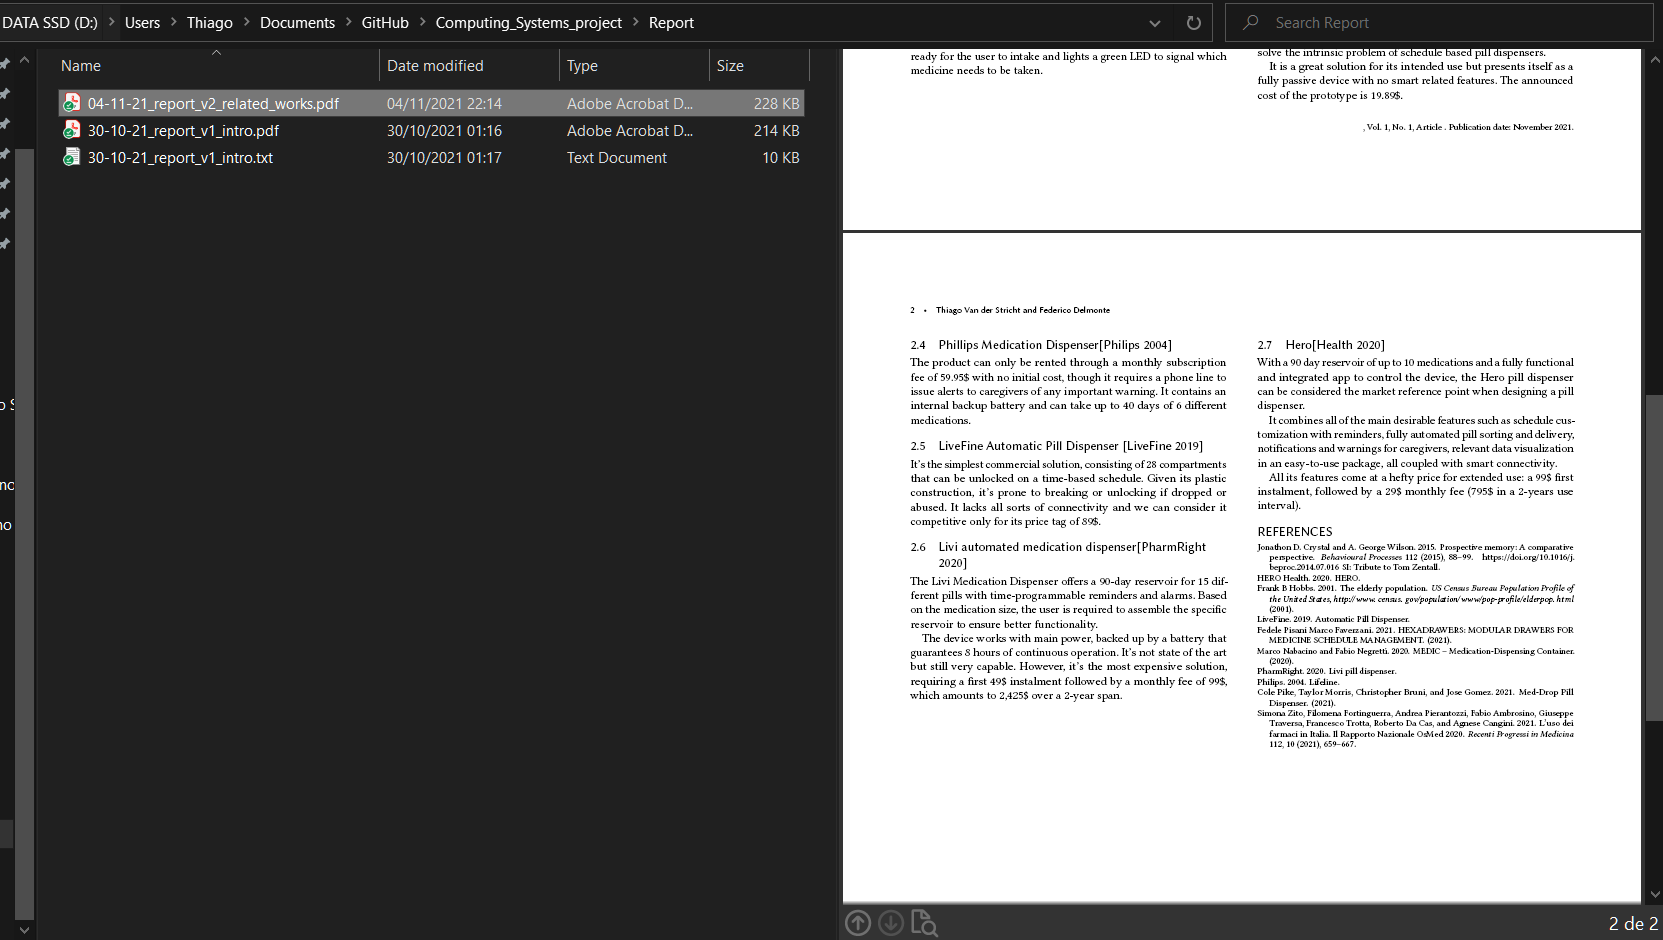 DATA SSD (D:) > Users > Thiago > Documents > GitHub > Computing_Systems_project > Report
Search Report
Name Date modified Type Size
04-11-21_report_v2_related_works.pdf 04/11/2021 22:14 Adobe Acrobat D... 228 KB
30-10-21_report_v1_intro.pdf 30/10/2021 01:16 Adobe Acrobat D... 214 KB
30-10-21_report_v1_intro.txt 30/10/2021 01:17 Text Document 10 KB
ready for the user to intake and lights a green LED to signal which
medicine needs to be taken.
solve the intrinsic problem of schedule based pill dispensers.
It is a great solution for its intended use but presents itself as a
fully passive device with no smart related features. The announced
cost of the prototype is 19.89$.
, Vol. 1, No. 1, Article . Publication date: November 2021.
2 • Thiago Van der Stricht and Federico Delmonte
2.4 Phillips Medication Dispenser[Philips 2004]
The product can only be rented through a monthly subscription
fee of 59.95$ with no initial cost, though it requires a phone line to
issue alerts to caregivers of any important warning. It contains an
internal backup battery and can take up to 40 days of 6 different
medications.
2.5 LiveFine Automatic Pill Dispenser [LiveFine 2019]
It's the simplest commercial solution, consisting of 28 compartments
that can be unlocked on a time-based schedule. Given its plastic
construction, it's prone to breaking or unlocking if dropped or
abused. It lacks all sorts of connectivity and we can consider it
competitive only for its price tag of 89$.
2.6 Livi automated medication dispenser[PharmRight
2020]
The Livi Medication Dispenser offers a 90-day reservoir for 15 dif-
ferent pills with time-programmable reminders and alarms. Based
on the medication size, the user is required to assemble the specific
reservoir to ensure better functionality.
The device works with main power, backed up by a battery that
guarantees 8 hours of continuous operation. It's not state of the art
but still very capable. However, it's the most expensive solution,
requiring a first 49$ instalment followed by a monthly fee of 99$,
which amounts to 2,425$ over a 2-year span.
2.7 Hero[Health 2020]
With a 90 day reservoir of up to 10 medications and a fully functional
and integrated app to control the device, the Hero pill dispenser
can be considered the market reference point when designing a pill
dispenser.
It combines all of the main desirable features such as schedule cus-
tomization with reminders, fully automated pill sorting and delivery,
notifications and warnings for caregivers, relevant data visualization
in an easy-to-use package, all coupled with smart connectivity.
All its features come at a hefty price for extended use: a 99$ first
instalment, followed by a 29$ monthly fee (795$ in a 2-years use
interval).
REFERENCES
Jonathon D. Crystal and A. George Wilson. 2015. Prospective memory: A comparative
perspective. Behavioural Processes 112 (2015), 88–99. https://doi.org/10.1016/j.
beproc.2014.07.016 SI: Tribute to Tom Zentall.
HERO Health. 2020. HERO.
Frank B Hobbs. 2001. The elderly population. US Census Bureau Population Profile of
the United States, http://www. census. gov/population/www/pop-profile/elderpop. html
(2001).
LiveFine. 2019. Automatic Pill Dispenser.
Fedele Pisani Marco Faverzani. 2021. HEXADRAWERS: MODULAR DRAWERS FOR
MEDICINE SCHEDULE MANAGEMENT. (2021).
Marco Nabacino and Fabio Negretti. 2020. MEDIC – Medication-Dispensing Container.
(2020).
PharmRight. 2020. Livi pill dispenser.
Philips. 2004. Lifeline.
Cole Pike, Taylor Morris, Christopher Bruni, and Jose Gomez. 2021. Med-Drop Pill
Dispenser. (2021).
Simona Zito, Filomena Fortinguerra, Andrea Pierantozzi, Fabio Ambrosino, Giuseppe
Traversa, Francesco Trotta, Roberto Da Cas, and Agnese Cangini. 2021. L'uso dei
farmaci in Italia. Il Rapporto Nazionale OsMed 2020. Recenti Progressi in Medicina
112, 10 (2021), 659–667.
2 de 2